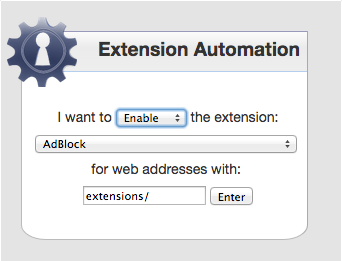 Extension Automation
I want to Enable the extension:
AdBlock
for web addresses with:
extensions/ Enter